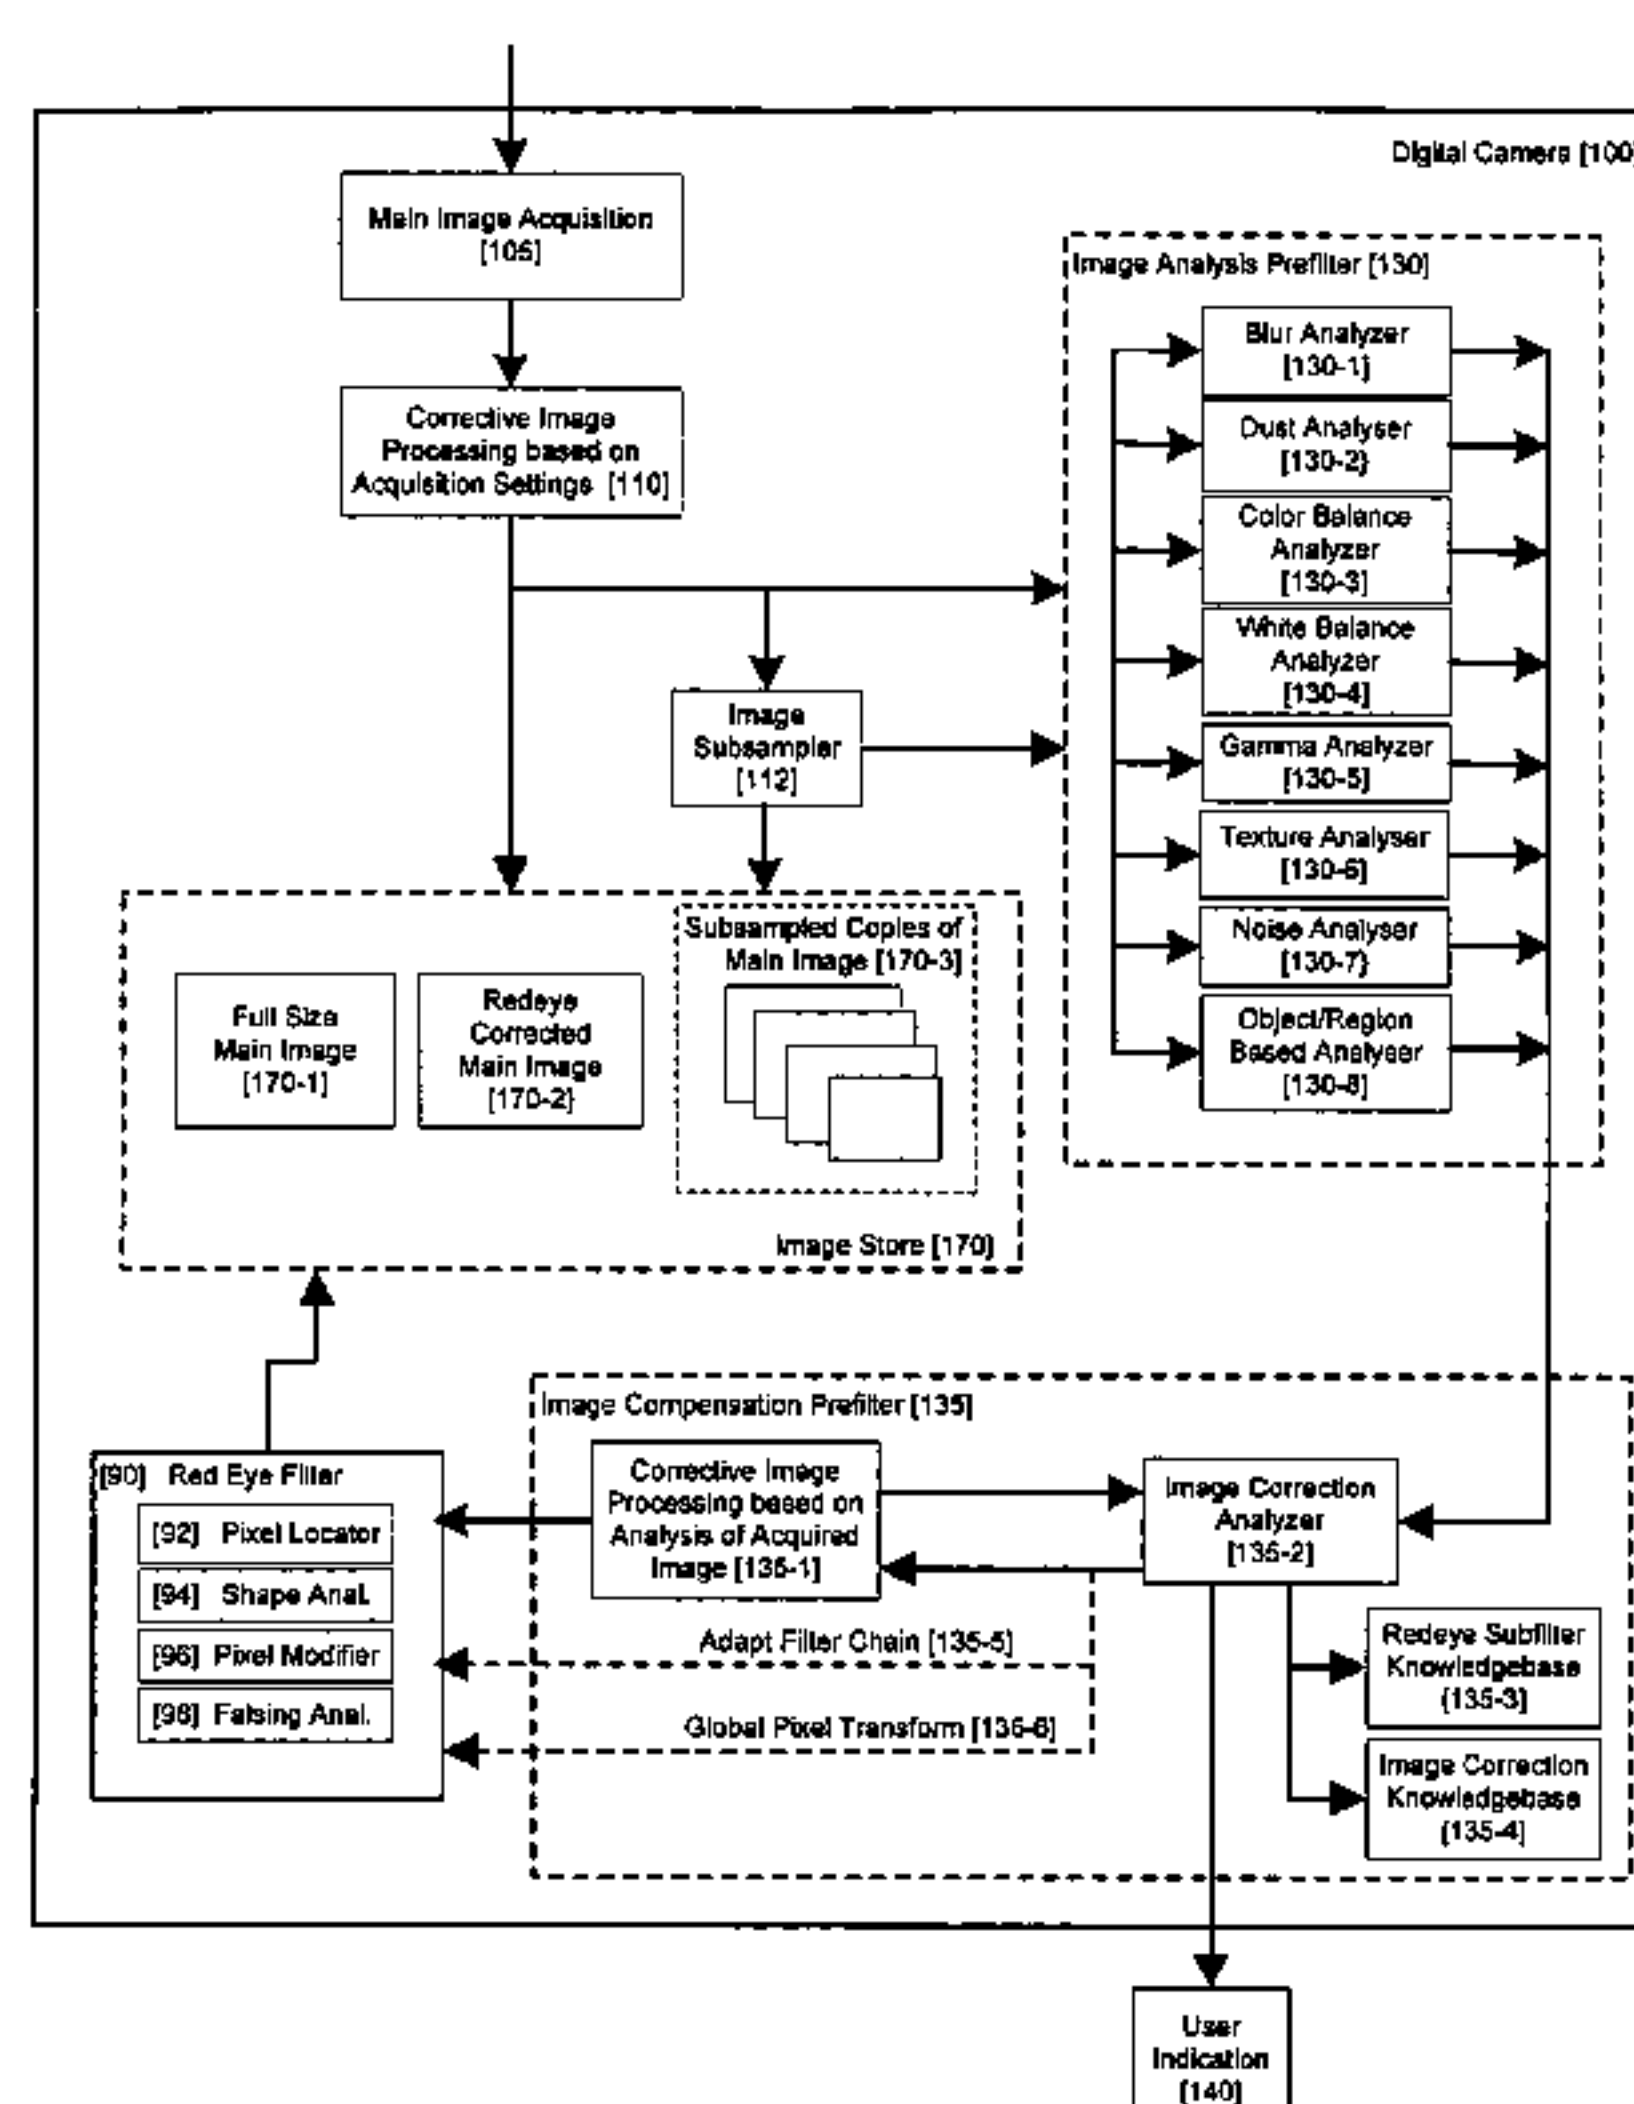 Digital Camera [100]
Main Image Acquisition
[105]
Corrective Image
Processing based on
Acquisition Settings [110]
Image Analysis Prefilter [130]
Blur Analyzer
[130-1]
Dust Analyser
[130-2]
Color Balance
Analyzer
[130-3]
White Balance
Analyzer
[130-4]
Gamma Analyzer
[130-5]
Texture Analyser
[130-6]
Noise Analyser
[130-7]
Object/Region
Based Analyser
[130-8]
Image
Subsampler
[112]
Full Size
Main Image
[170-1]
Redeye
Corrected
Main Image
[170-2]
Subsampled Copies of
Main Image [170-3]
Image Store [170]
Image Compensation Prefilter [135]
[90] Red Eye Filter
[92] Pixel Locator
[94] Shape Anal.
[96] Pixel Modifier
[98] Falsing Anal.
Corrective Image
Processing based on
Analysis of Acquired
Image [135-1]
Image Correction
Analyzer
[135-2]
Adapt Filter Chain [135-5]
Global Pixel Transform [135-6]
Redeye Subfilter
Knowledgebase
[135-3]
Image Correction
Knowledgebase
[135-4]
User
Indication
[140]